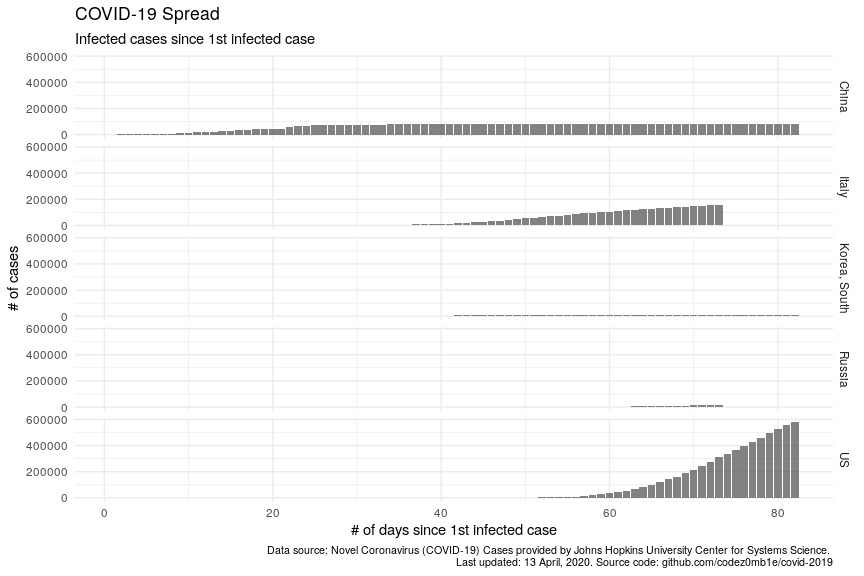 COVID-19 Spread
Infected cases since 1st infected case
# of cases
600000
400000
200000
0
China
600000
400000
200000
0
Italy
600000
400000
200000
0
Korea, South
600000
400000
200000
0
Russia
600000
400000
200000
0
US
0 20 40 60 80
# of days since 1st infected case
Data source: Novel Coronavirus (COVID-19) Cases provided by Johns Hopkins University Center for Systems Science.
Last updated: 13 April, 2020. Source code: github.com/codez0mb1e/covid-2019